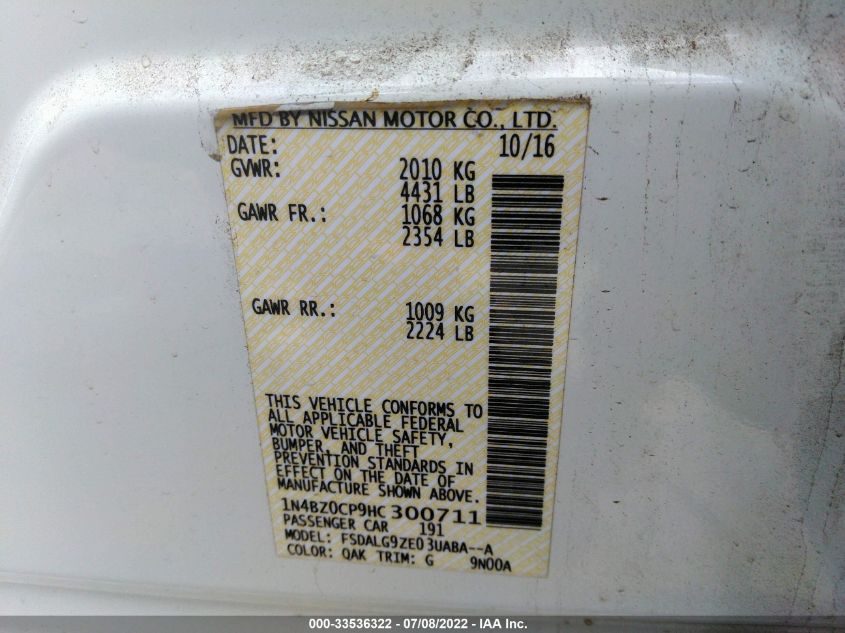 MFD BY NISSAN MOTOR CO., LTD.
DATE: 10/16
GVWR: 2010 KG
4431 LB
GAWR FR.: 1068 KG
2354 LB
GAWR RR.: 1009 KG
2224 LB
THIS VEHICLE CONFORMS TO
ALL APPLICABLE FEDERAL
MOTOR VEHICLE SAFETY,
BUMPER, AND THEFT
PREVENTION STANDARDS IN
EFFECT ON THE DATE OF
MANUFACTURE SHOWN ABOVE.
1N4BZ0CP9HC300711
PASSENGER CAR 191
MODEL: FSDALG9ZE03UABA--A
COLOR: QAK TRIM: G 9N00A
000-33536322 - 07/08/2022 - IAA Inc.